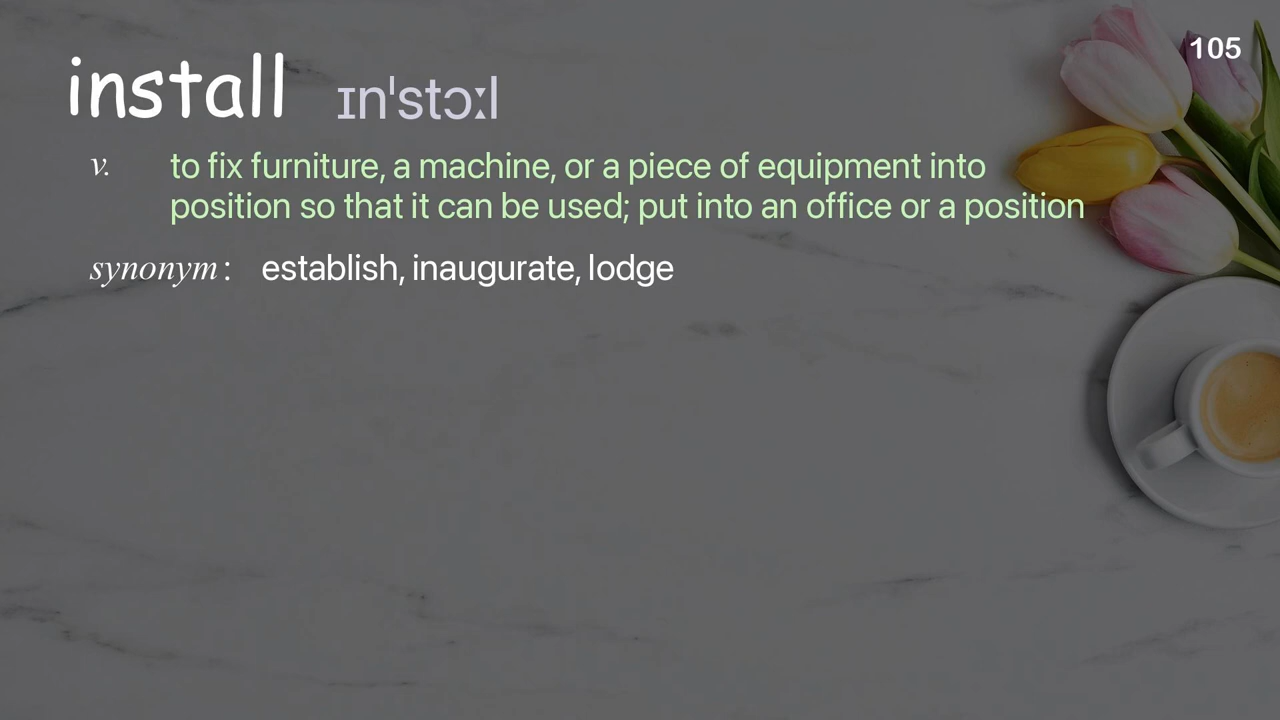 105
install ɪnˈstɔːl
v. to fix furniture, a machine, or a piece of equipment into
position so that it can be used; put into an office or a position
synonym: establish, inaugurate, lodge